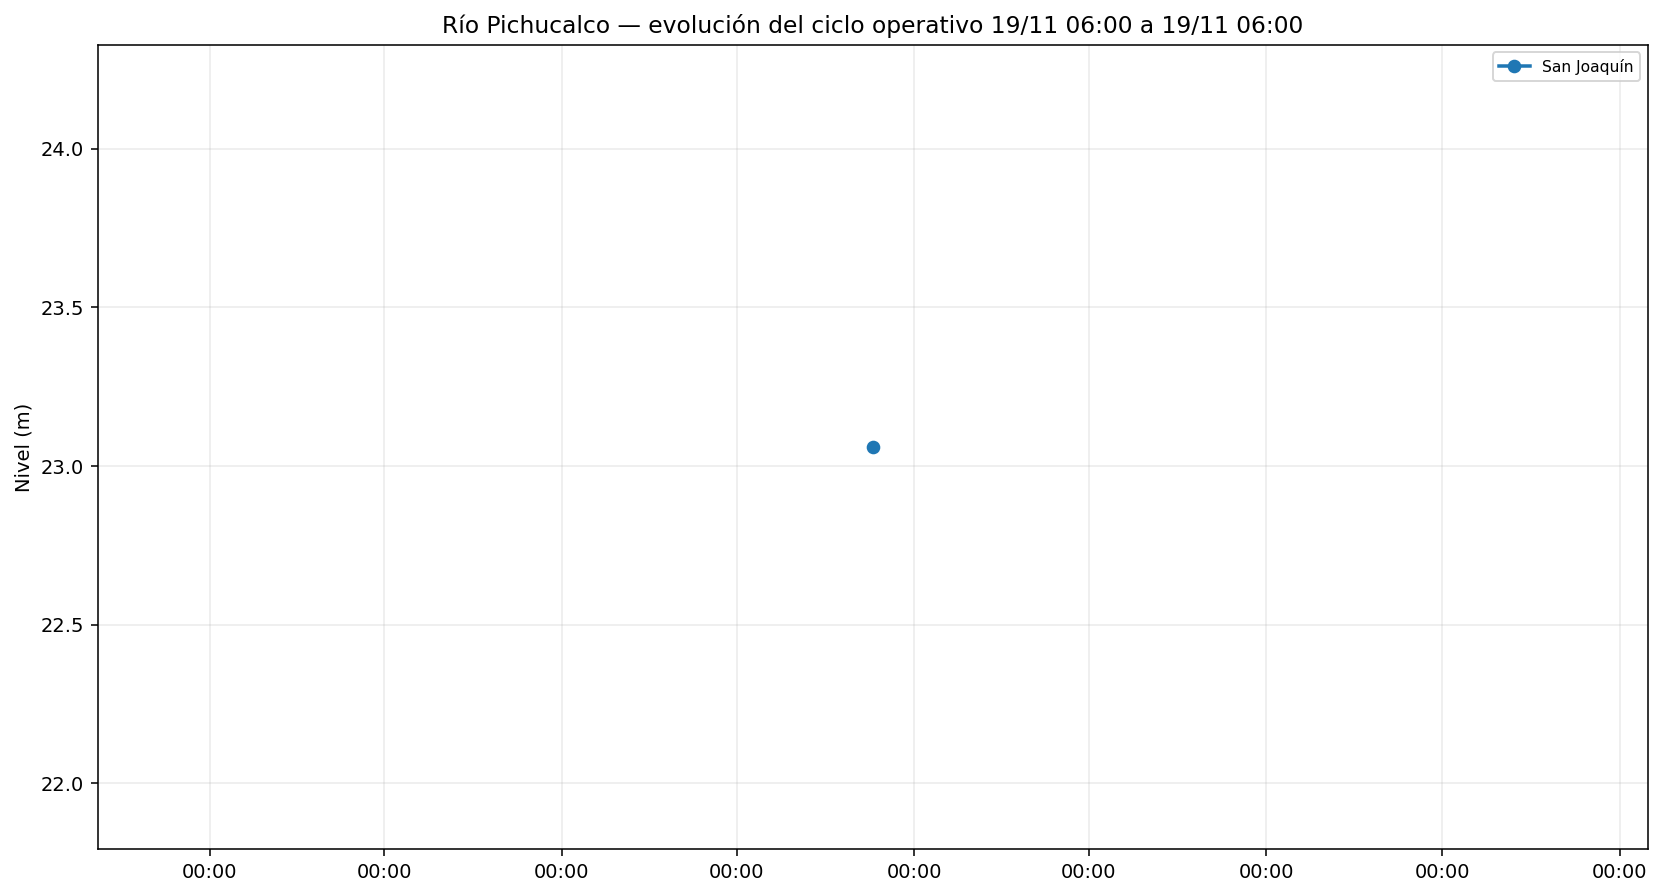 Río Pichucalco — evolución del ciclo operativo 19/11 06:00 a 19/11 06:00
San Joaquín
Nivel (m)
24.0
23.5
23.0
22.5
22.0
00:00 00:00 00:00 00:00 00:00 00:00 00:00 00:00 00:00